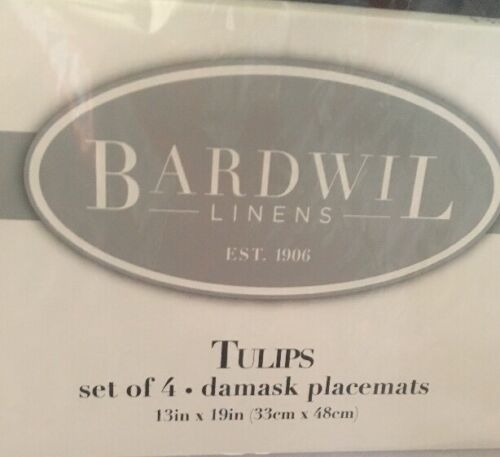 BARDWIL
LINENS
EST. 1906
TULIPS
set of 4 • damask placemats
13in x 19in (33cm x 48cm)